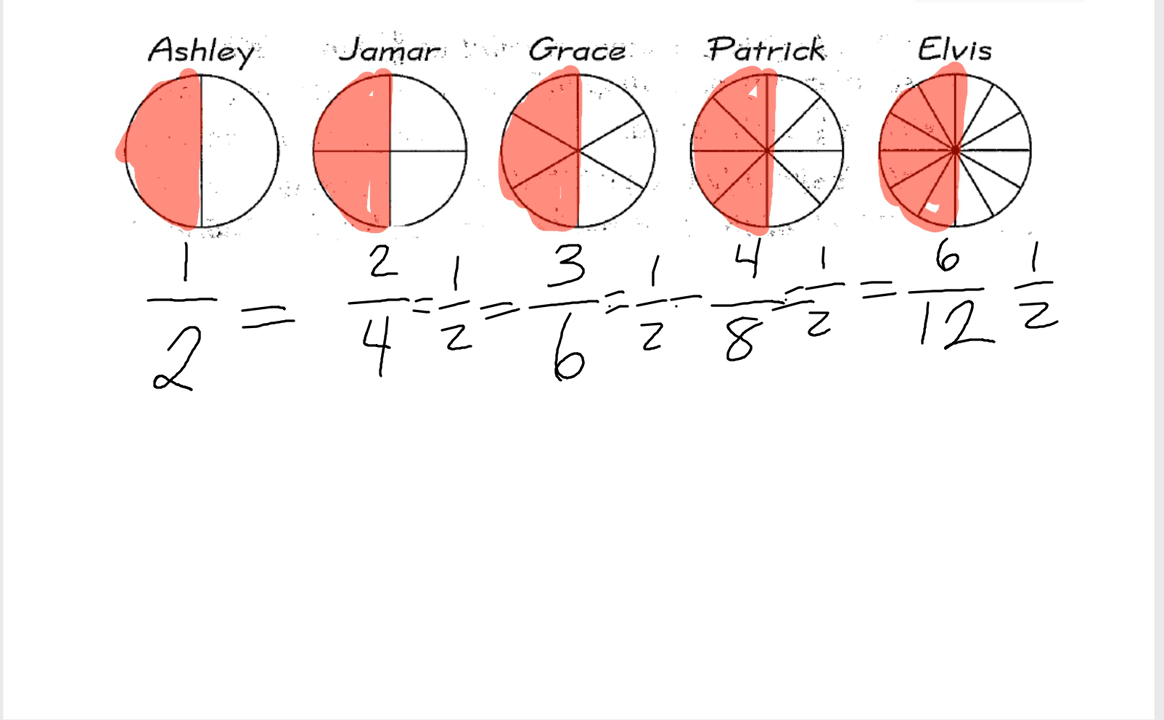 Ashley Jamar Grace Patrick Elvis
1/2 = 2/4 = 1/2 = 3/6 = 1/2 - 4/8 = 1/2 = 6/12 1/2